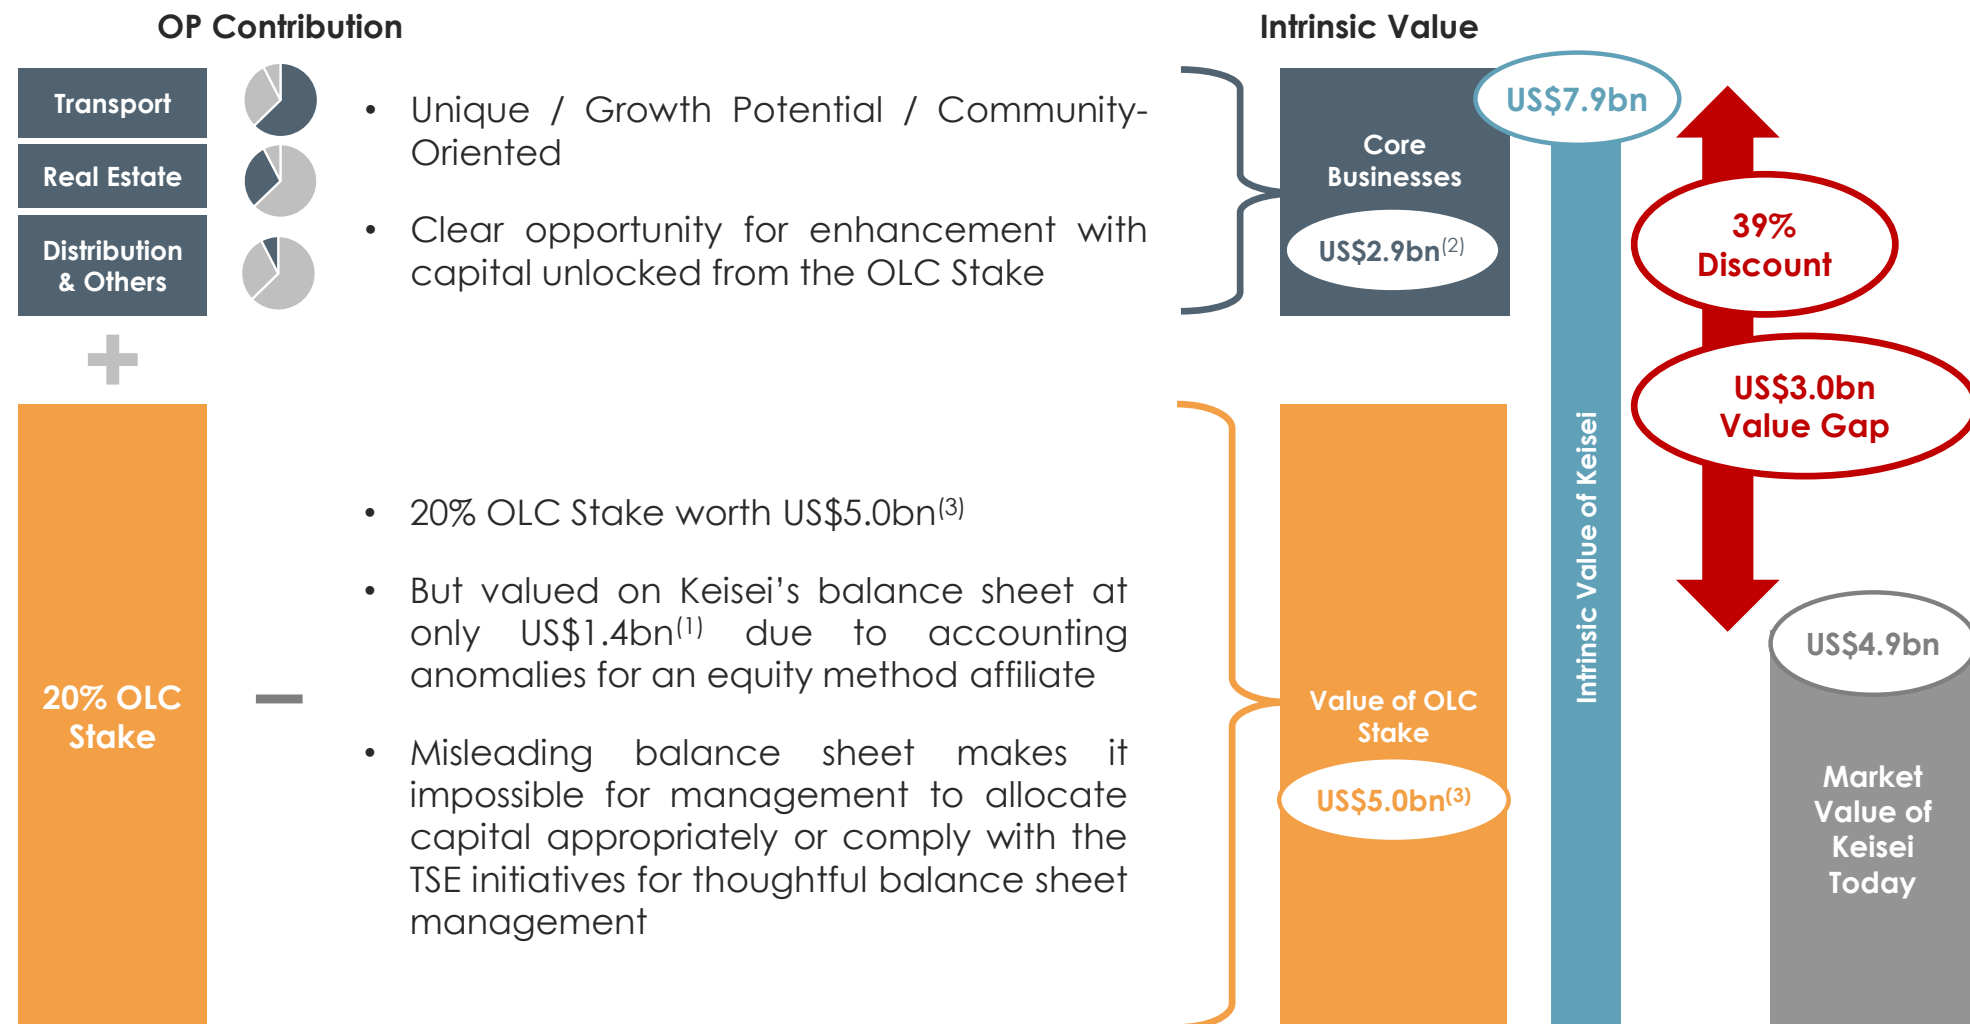 OP Contribution
Intrinsic Value
Transport
Real Estate
Distribution
& Others
• Unique / Growth Potential / Community-
Oriented
• Clear opportunity for enhancement with
capital unlocked from the OLC Stake
Core
Businesses
US$2.9bn(2)
US$7.9bn
Intrinsic Value of Keisei
39%
Discount
US$3.0bn
Value Gap
+
20% OLC
Stake
–
• 20% OLC Stake worth US$5.0bn(3)
• But valued on Keisei’s balance sheet at
only US$1.4bn(1) due to accounting
anomalies for an equity method affiliate
• Misleading balance sheet makes it
impossible for management to allocate
capital appropriately or comply with the
TSE initiatives for thoughtful balance sheet
management
Value of OLC
Stake
US$5.0bn(3)
US$4.9bn
Market
Value of
Keisei
Today